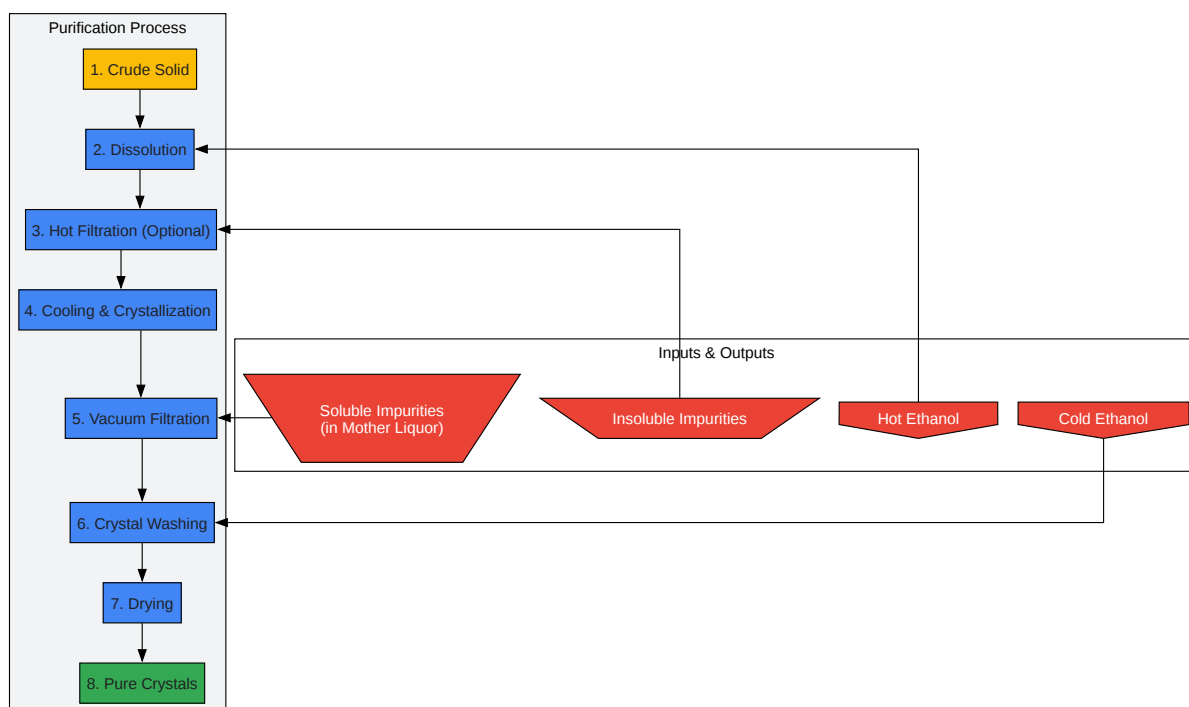 Purification Process
1. Crude Solid
2. Dissolution
3. Hot Filtration (Optional)
4. Cooling & Crystallization
Inputs & Outputs
5. Vacuum Filtration
Soluble Impurities
(in Mother Liquor)
Insoluble Impurities
Hot Ethanol
Cold Ethanol
6. Crystal Washing
7. Drying
8. Pure Crystals